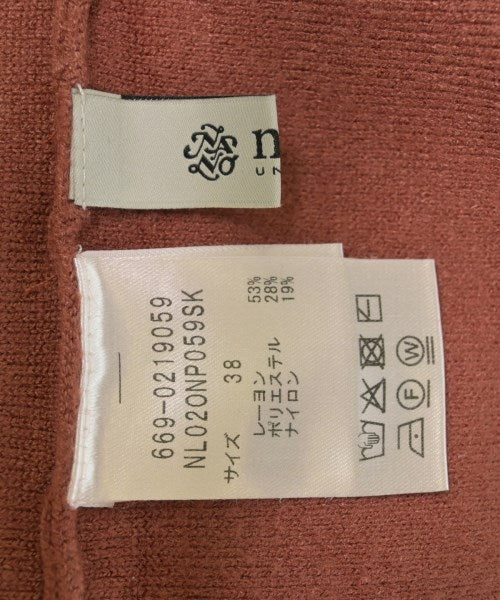 669-0219059
NL020NP059SK
サイズ 38
レーヨン 53%
ポリエステル 28%
ナイロン 19%
W
F